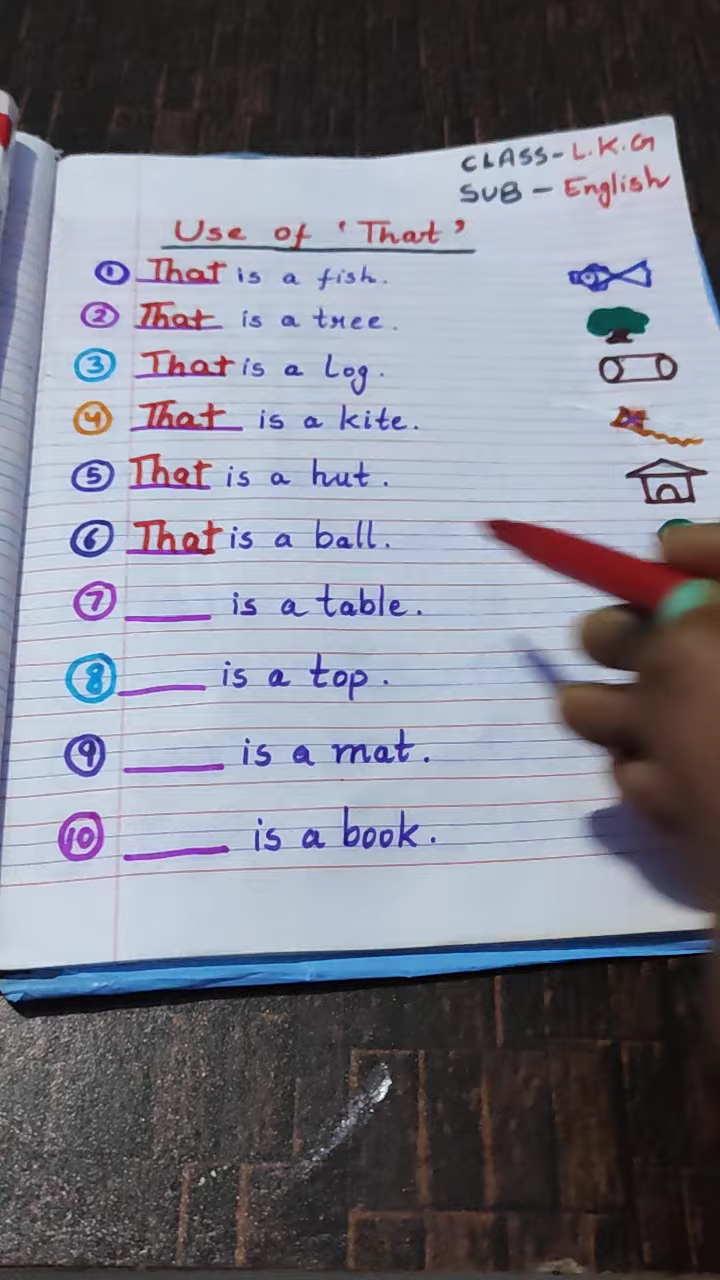 CLASS - L.K.G
SUB - English
Use of 'That'
1 That is a fish.
2 That is a tree.
3 That is a Log.
4 That is a kite.
5 That is a hut.
6 That is a ball.
7 ____ is a table.
8 ____ is a top.
9 ____ is a mat.
10 ____ is a book.